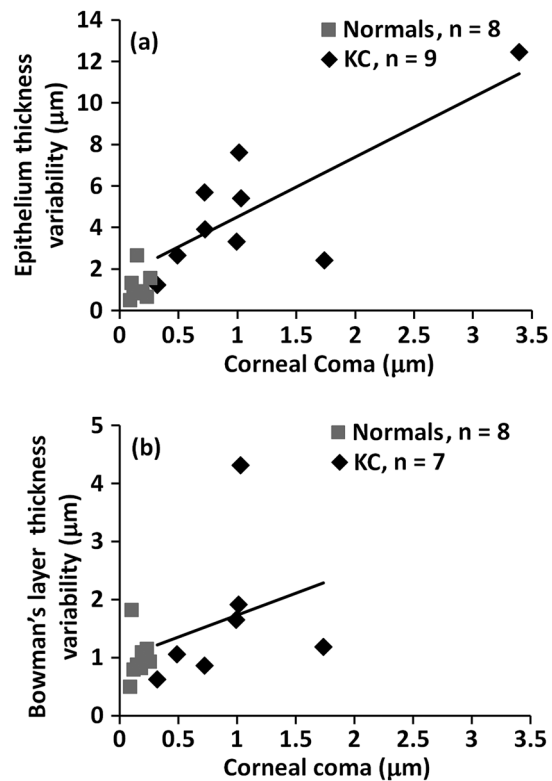 (a)
Normals, n = 8
KC, n = 9
Epithelium thickness
variability (μm)
14
12
10
8
6
4
2
0
0 0.5 1 1.5 2 2.5 3 3.5
Corneal Coma (μm)
(b)
Normals, n = 8
KC, n = 7
Bowman's layer thickness
variability (μm)
5
4
3
2
1
0
0 0.5 1 1.5 2 2.5 3 3.5
Corneal coma (μm)